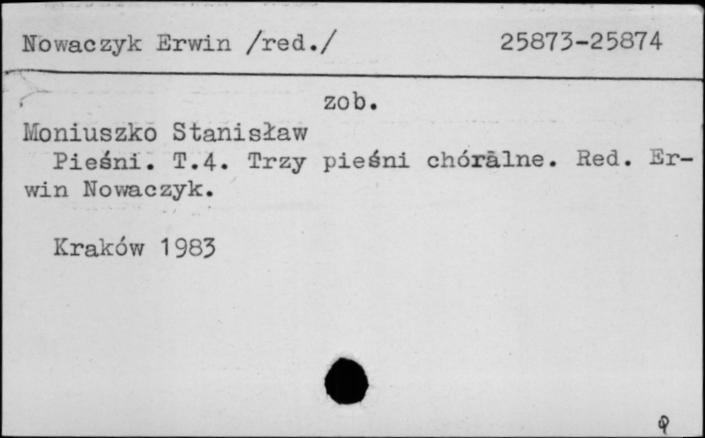 Nowaczyk Erwin /red./ 25873-25874
zob.
Moniuszko Stanisław
Pieśni. T.4. Trzy pieśni chóralne. Red. Er-
win Nowaczyk.
Kraków 1983